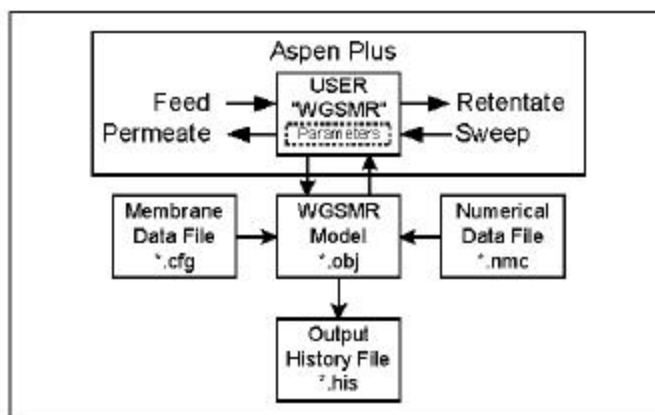 Aspen Plus
USER
"WGSMR"
Parameters
Feed
Permeate
Retentate
Sweep
Membrane
Data File
*.cfg
WGSMR
Model
*.obj
Numerical
Data File
*.nmc
Output
History File
*.his